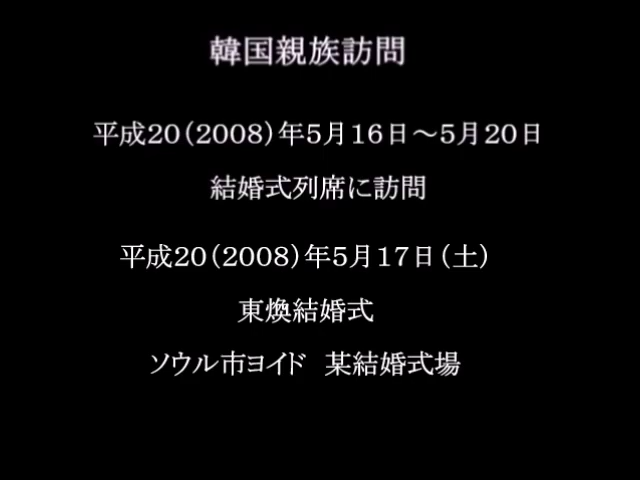 韓国親族訪問
平成20(2008)年5月16日～5月20日
結婚式列席に訪問
平成20(2008)年5月17日(土)
東煥結婚式
ソウル市ヨイド　某結婚式場